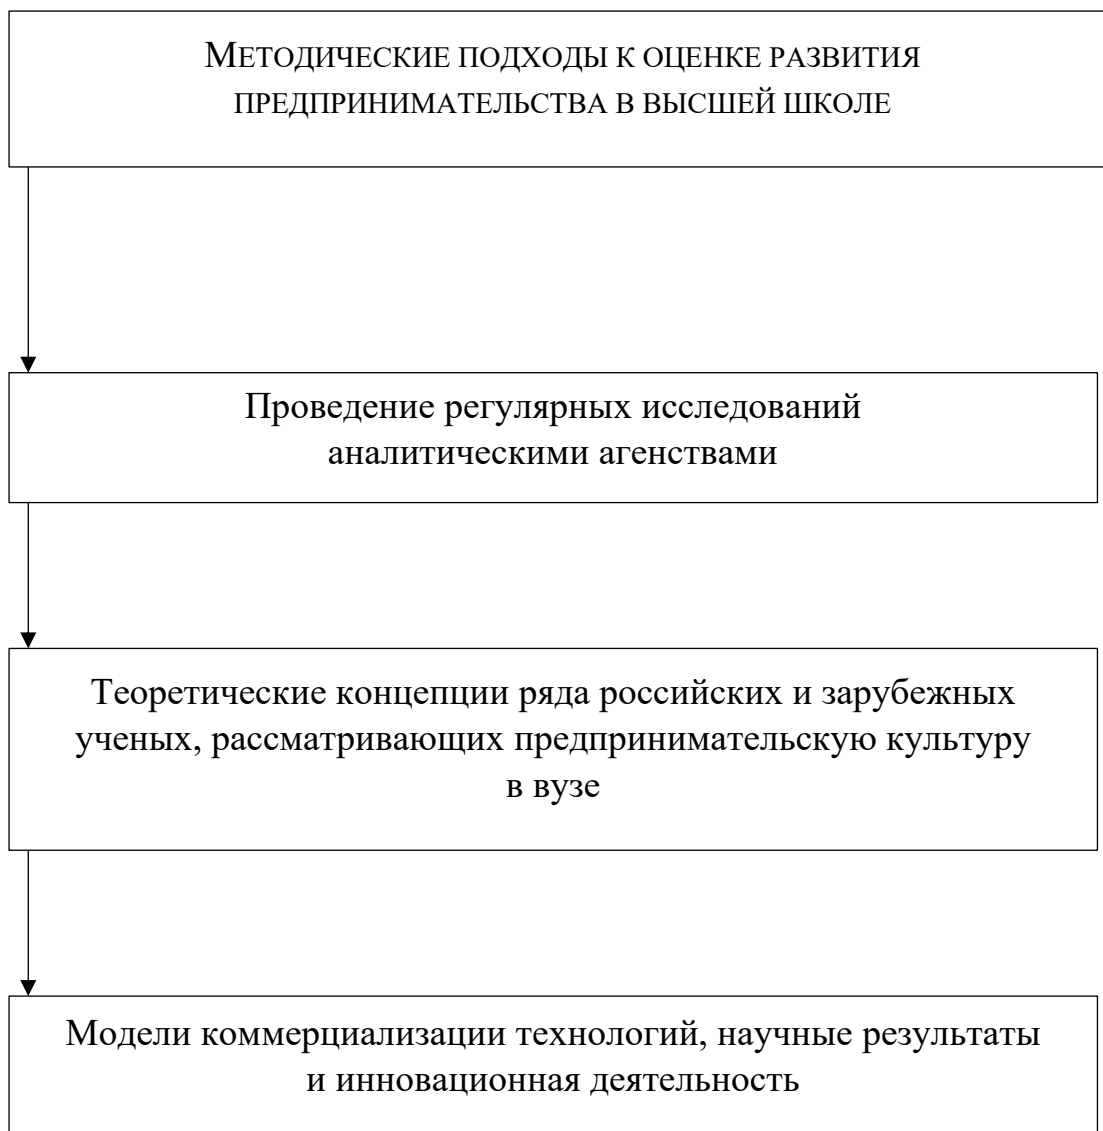 МЕТОДИЧЕСКИЕ ПОДХОДЫ К ОЦЕНКЕ РАЗВИТИЯ
ПРЕДПРИНИМАТЕЛЬСТВА В ВЫСШЕЙ ШКОЛЕ
Проведение регулярных исследований
аналитическими агенствами
Теоретические концепции ряда российских и зарубежных
ученых, рассматривающих предпринимательскую культуру
в вузе
Модели коммерциализации технологий, научные результаты
и инновационная деятельность